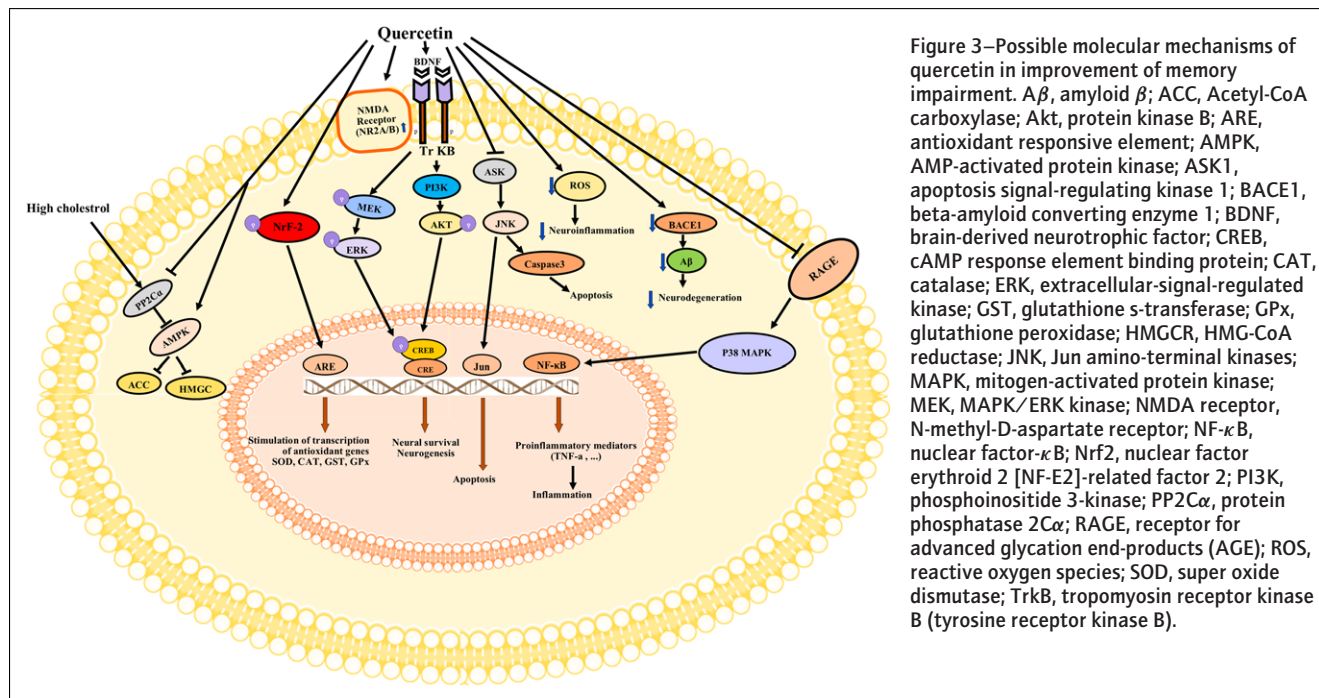 Quercetin
BDNF
NMDA
Receptor
(NR2A/B)
P
P
Tr KB
High cholestrol
PP2Cα
AMPK
ACC
HMGC
NrF-2
MEK
ERK
PI3K
AKT
ASK
JNK
Caspase3
Apoptosis
ROS
Neuroinflammation
BACE1
Aβ
Neurodegeneration
RAGE
P38 MAPK
ARE
CREB
CRE
Jun
NF-κB
Stimulation of transcription
of antioxidant genes
SOD, CAT, GST, GPx
Neural survival
Neurogenesis
Apoptosis
Proinflammatory mediators
(TNF-a , ...)
Inflammation
Figure 3–Possible molecular mechanisms of
quercetin in improvement of memory
impairment. Aβ, amyloid β; ACC, Acetyl-CoA
carboxylase; Akt, protein kinase B; ARE,
antioxidant responsive element; AMPK,
AMP-activated protein kinase; ASK1,
apoptosis signal-regulating kinase 1; BACE1,
beta-amyloid converting enzyme 1; BDNF,
brain-derived neurotrophic factor; CREB,
cAMP response element binding protein; CAT,
catalase; ERK, extracellular-signal-regulated
kinase; GST, glutathione s-transferase; GPx,
glutathione peroxidase; HMGCR, HMG-CoA
reductase; JNK, Jun amino-terminal kinases;
MAPK, mitogen-activated protein kinase;
MEK, MAPK/ERK kinase; NMDA receptor,
N-methyl-D-aspartate receptor; NF-κB,
nuclear factor-κB; Nrf2, nuclear factor
erythroid 2 [NF-E2]-related factor 2; PI3K,
phosphoinositide 3-kinase; PP2Cα, protein
phosphatase 2Cα; RAGE, receptor for
advanced glycation end-products (AGE); ROS,
reactive oxygen species; SOD, super oxide
dismutase; TrkB, tropomyosin receptor kinase
B (tyrosine receptor kinase B).